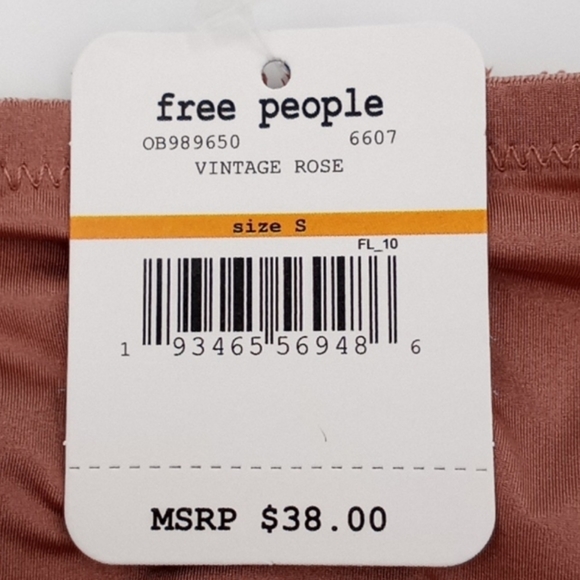 free people
OB989650 6607
VINTAGE ROSE
size S
FL_10
1 93465 56948 6
MSRP $38.00